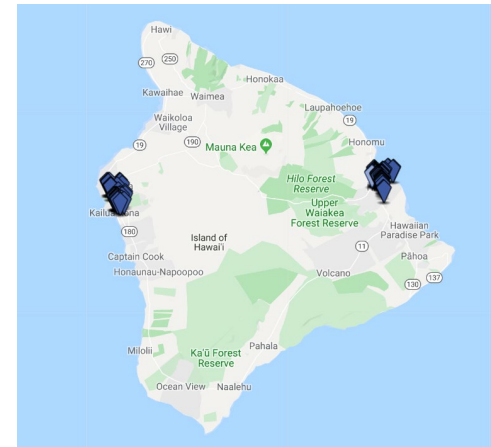 Hawi
270
250
Honokaa
Kawaihae
Waimea
Laupahoehoe
Waikoloa
Village
19
19
190
Mauna Kea
Honomu
Hilo Forest
Reserve
Upper
Waiakea
Forest Reserve
Hawaiian
Paradise Park
180
Island of
Hawai'i
11
Pāhoa
Captain Cook
Honaunau-Napoopoo
Volcano
137
130
Milolii
Ka'ū Forest
Reserve
Pahala
Ocean View
Naalehu